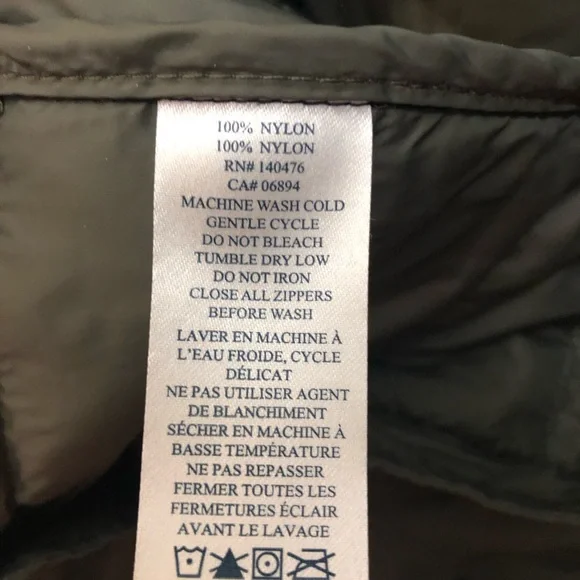 100% NYLON
100% NYLON
RN# 140476
CA# 06894
MACHINE WASH COLD
GENTLE CYCLE
DO NOT BLEACH
TUMBLE DRY LOW
DO NOT IRON
CLOSE ALL ZIPPERS
BEFORE WASH
LAVER EN MACHINE À
L'EAU FROIDE, CYCLE
DÉLICAT
NE PAS UTILISER AGENT
DE BLANCHIMENT
SÉCHER EN MACHINE À
BASSE TEMPÉRATURE
NE PAS REPASSER
FERMER TOUTES LES
FERMETURES ÉCLAIR
AVANT LE LAVAGE